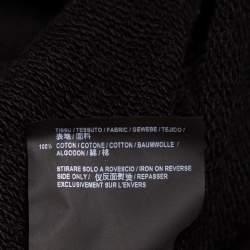 TISSU / TESSUTO / FABRIC / GEWEBE / TEJIDO /
表地 / 面料
100% COTON / COTONE / COTTON / BAUMWOLLE /
ALGODON / 綿 / 棉
STIRARE SOLO A ROVESCIO / IRON ON REVERSE
SIDE ONLY / 仅反面熨烫 / REPASSER
EXCLUSIVEMENT SUR L'ENVERS